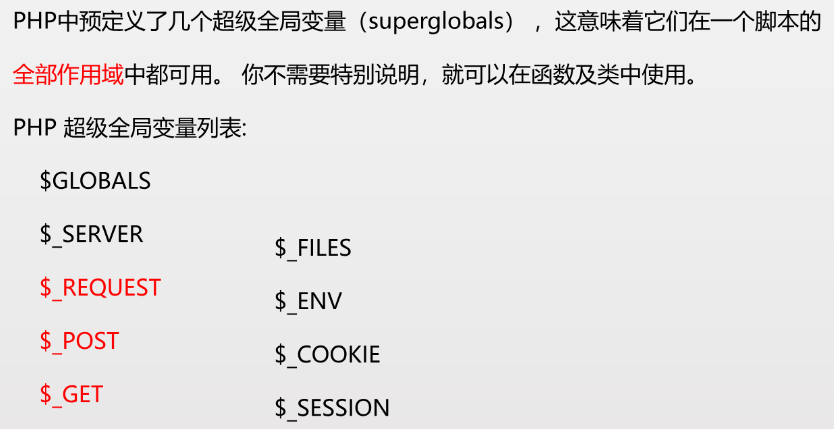 PHP中预定义了几个超级全局变量（superglobals） ，这意味着它们在一个脚本的
全部作用域中都可用。 你不需要特别说明，就可以在函数及类中使用。
PHP 超级全局变量列表:
$GLOBALS
$_SERVER
$_REQUEST
$_POST
$_GET
$_FILES
$_ENV
$_COOKIE
$_SESSION